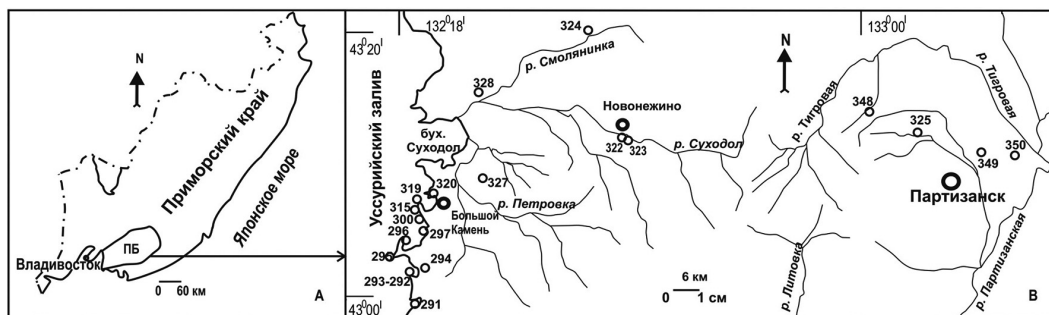 N
Приморский край
Японское море
ПБ
Владивосток
0 60 км
А
132°18'
133°00'
43°20'
43°00'
Уссурийский залив
324
р. Смолянинка
328
бух.
Суходол
Новонежино
322
323
р. Суходол
N
р. Тигровая
р. Тигровая
348
325
349
350
Партизанск
р. Партизанская
р. Литовка
327
р. Петровка
320
319
315
300
296
297
Большой
Камень
294
293-292
291
6 км
0 1 см
В